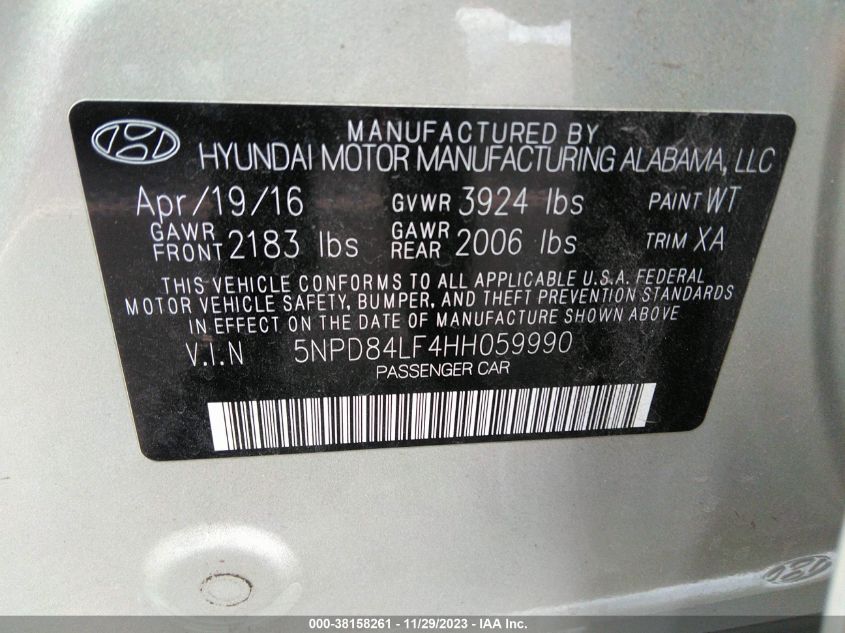 MANUFACTURED BY
HYUNDAI MOTOR MANUFACTURING ALABAMA, LLC
Apr/19/16 GVWR 3924 lbs PAINT WT
GAWR FRONT 2183 lbs GAWR REAR 2006 lbs TRIM XA
THIS VEHICLE CONFORMS TO ALL APPLICABLE U.S.A. FEDERAL
MOTOR VEHICLE SAFETY, BUMPER, AND THEFT PREVENTION STANDARDS
IN EFFECT ON THE DATE OF MANUFACTURE SHOWN ABOVE
V.I.N 5NPD84LF4HH059990
PASSENGER CAR
000-38158261 - 11/29/2023 - IAA Inc.